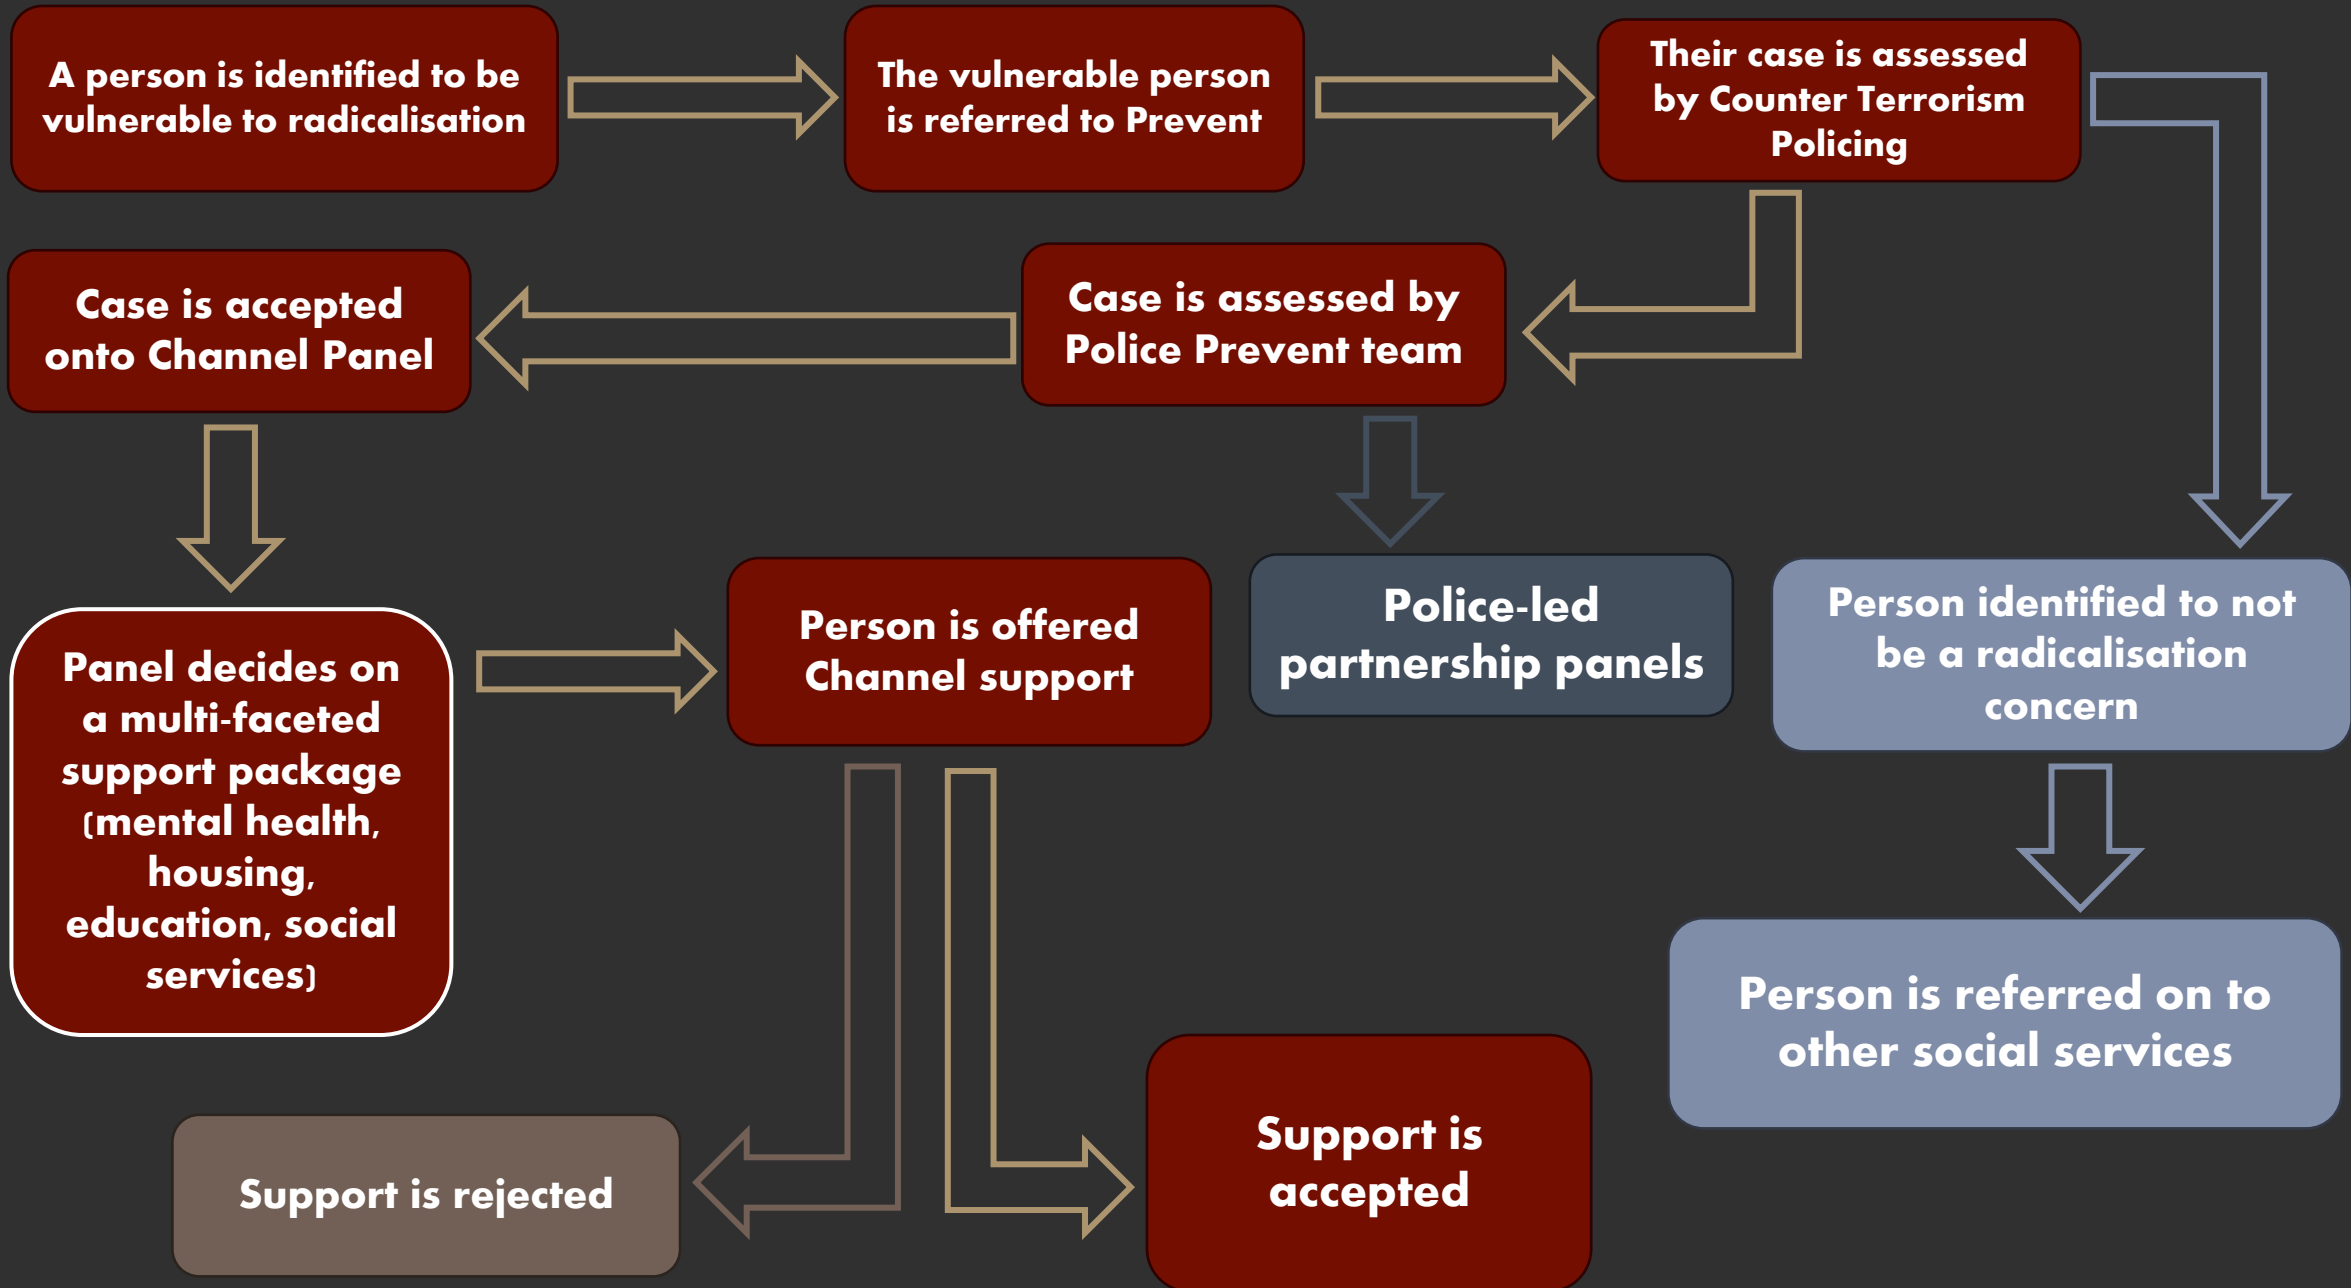 A person is identified to be
vulnerable to radicalisation
The vulnerable person
is referred to Prevent
Their case is assessed
by Counter Terrorism
Policing
Case is accepted
onto Channel Panel
Case is assessed by
Police Prevent team
Panel decides on
a multi-faceted
support package
(mental health,
housing,
education, social
services)
Person is offered
Channel support
Police-led
partnership panels
Person identified to not
be a radicalisation
concern
Person is referred on to
other social services
Support is rejected
Support is
accepted